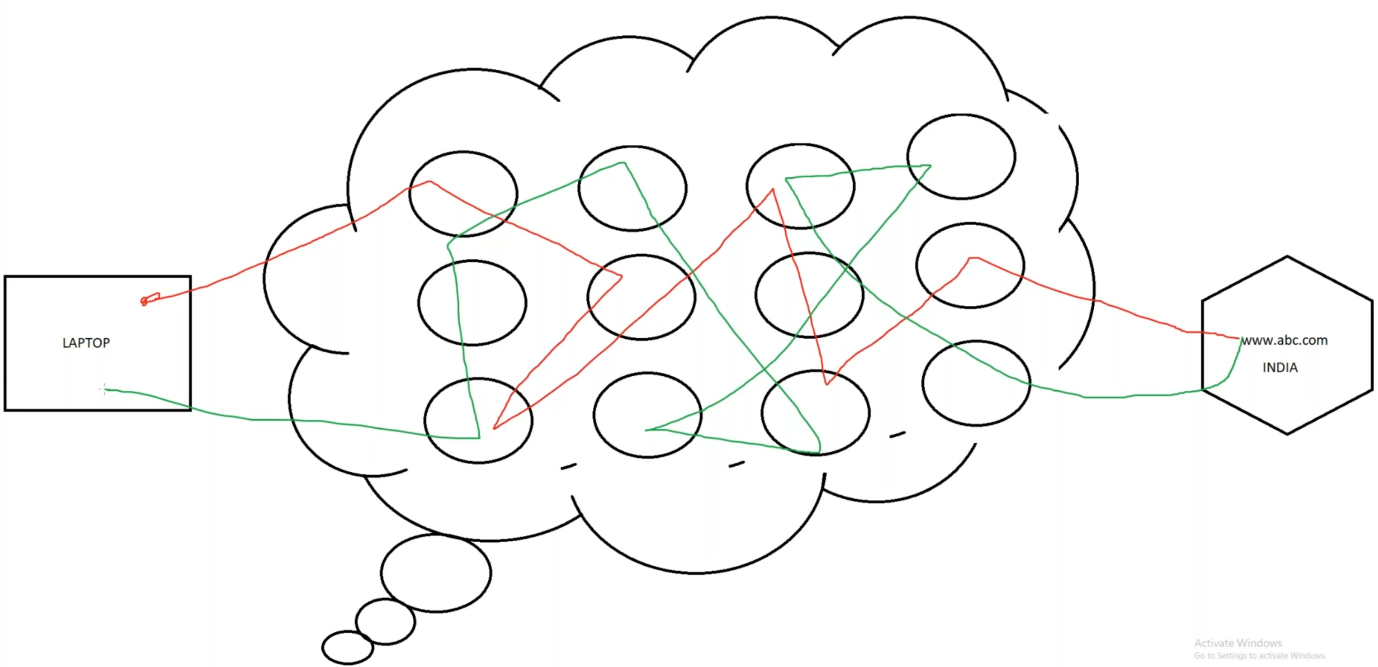 LAPTOP
www.abc.com
INDIA
Activate Windows
Go to Settings to activate Windows.